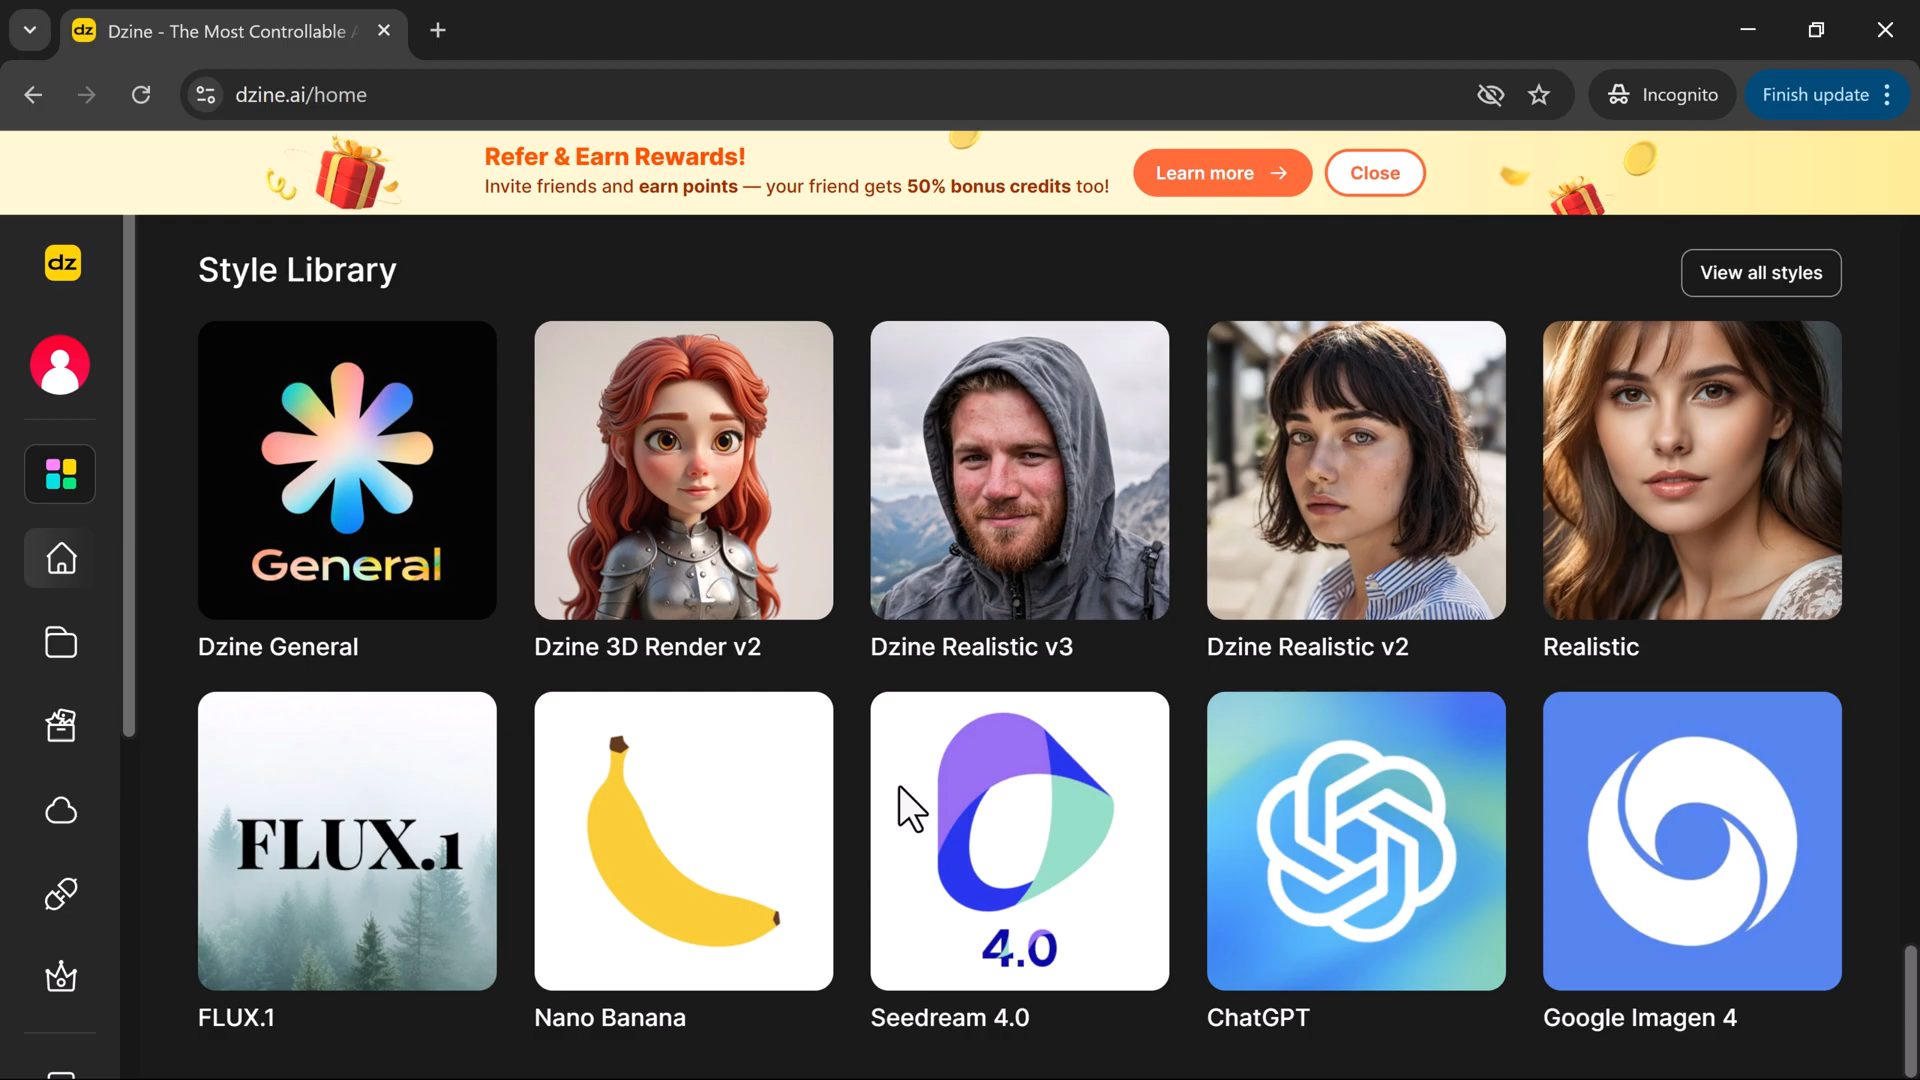 dz
Dzine - The Most Controllable A
dzine.ai/home
Incognito
Finish update
Refer & Earn Rewards!
Invite friends and earn points — your friend gets 50% bonus credits too!
Learn more
Close
dz
Style Library
View all styles
General
Dzine General
Dzine 3D Render v2
Dzine Realistic v3
Dzine Realistic v2
Realistic
FLUX.1
4.0
FLUX.1
Nano Banana
Seedream 4.0
ChatGPT
Google Imagen 4